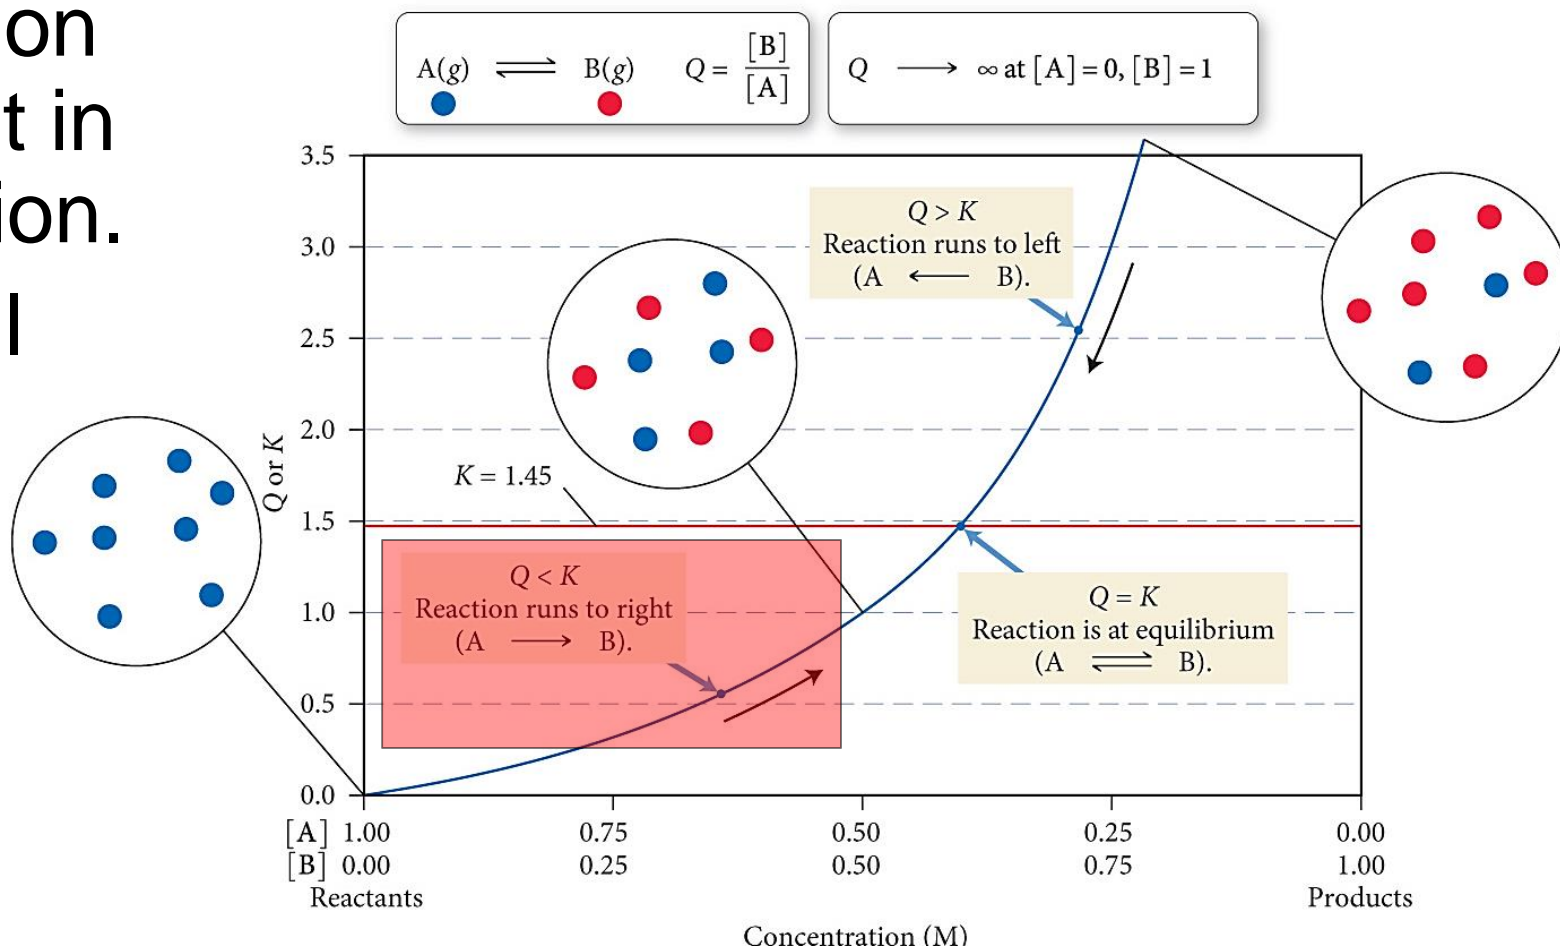 on
t in
ion.
l
A(g) ⇌ B(g) Q = [B]/[A]
Q ⟶ ∞ at [A] = 0, [B] = 1
3.5
3.0
2.5
2.0
1.5
1.0
0.5
0.0
Q or K
Q > K
Reaction runs to left
(A ⟵ B).
K = 1.45
Q < K
Reaction runs to right
(A ⟶ B).
Q = K
Reaction is at equilibrium
(A ⇌ B).
[A] 1.00 0.75 0.50 0.25 0.00
[B] 0.00 0.25 0.50 0.75 1.00
Reactants Products
Concentration (M)